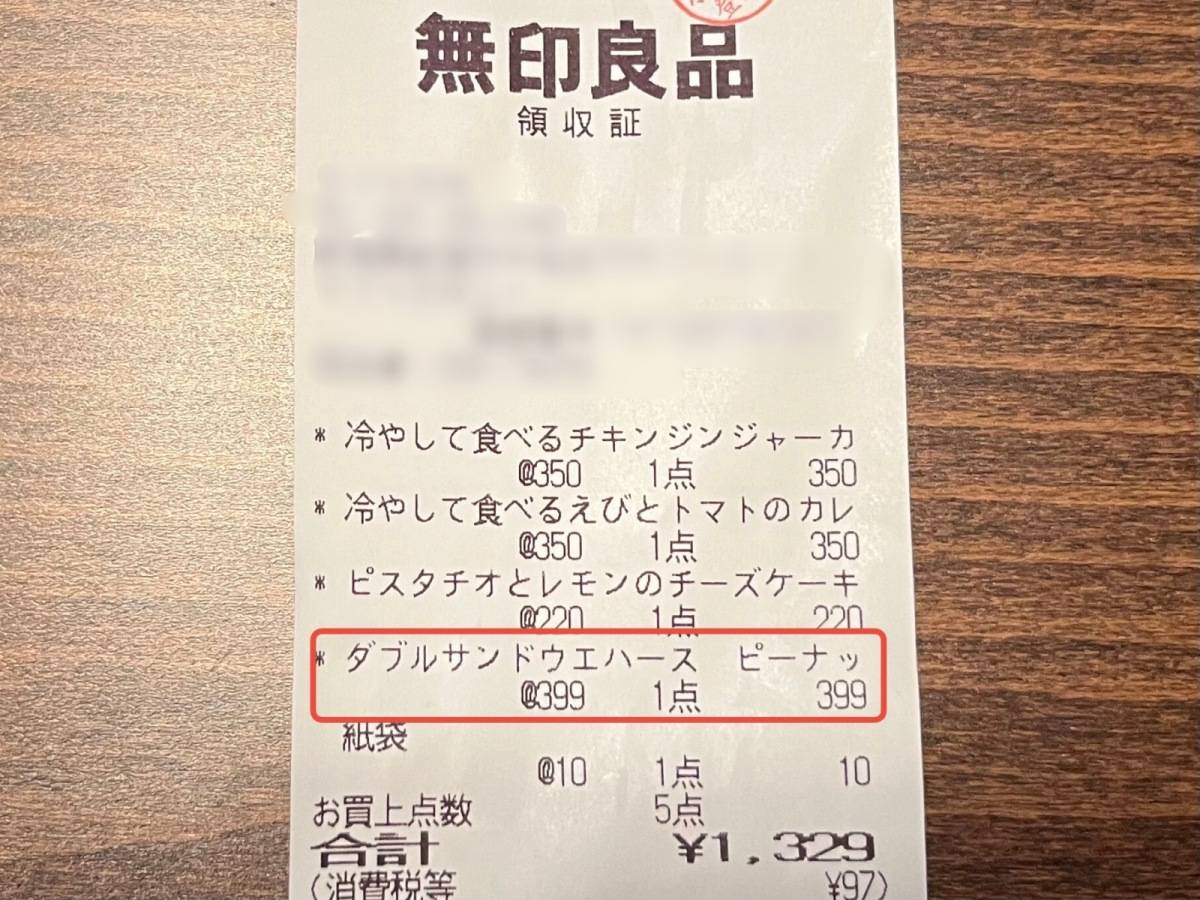 無印良品
領収証
* 冷やして食べるチキンジンジャーカ
@350 1点 350
* 冷やして食べるえびとトマトのカレ
@350 1点 350
* ピスタチオとレモンのチーズケーキ
@220 1点 220
* ダブルサンドウエハース ピーナッ
@399 1点 399
紙袋
@10 1点 10
お買上点数 5点
合計 ¥1,329
(消費税等 ¥97)